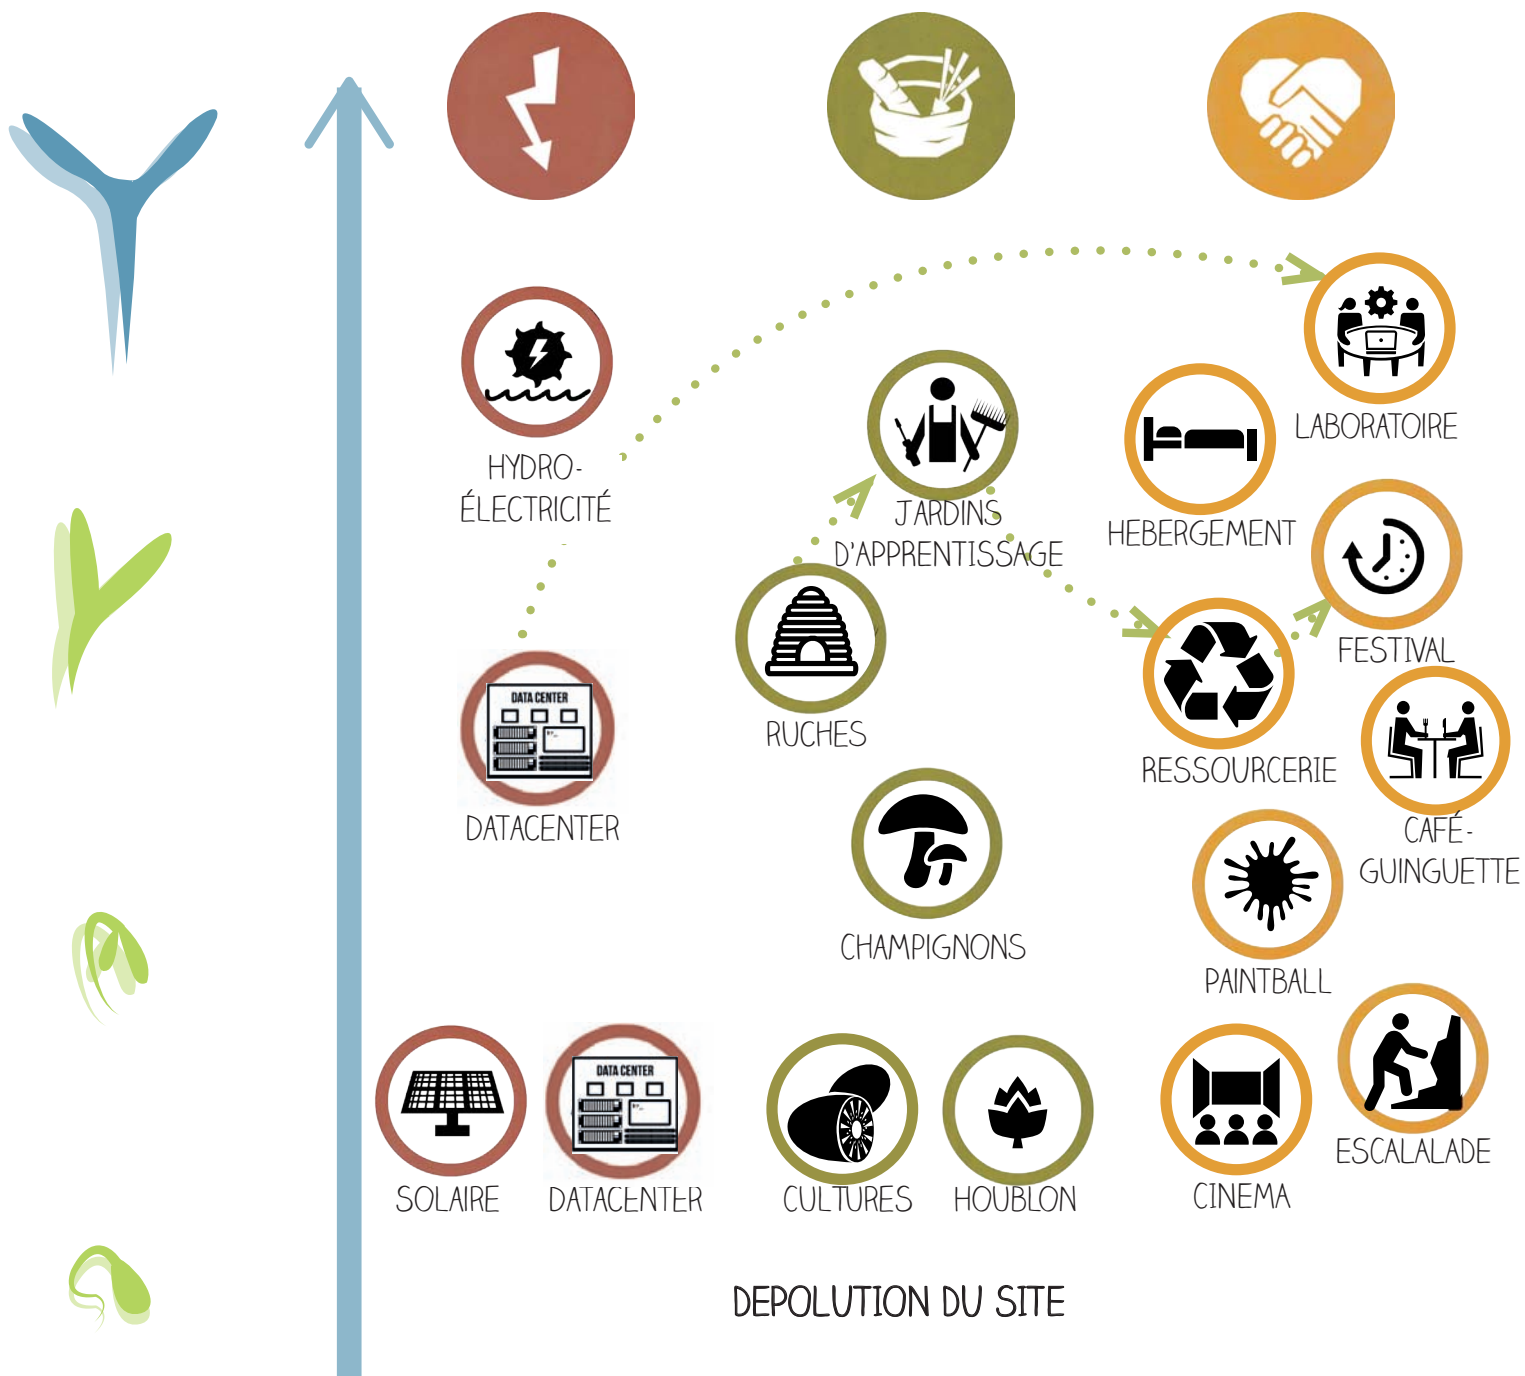 LABORATOIRE
HYDRO-
ÉLECTRICITÉ
JARDINS
D'APPRENTISSAGE
HEBERGEMENT
FESTIVAL
DATA CENTER
DATACENTER
RUCHES
RESSOURCERIE
CAFÉ-
GUINGUETTE
CHAMPIGNONS
PAINTBALL
SOLAIRE
DATA CENTER
DATACENTER
CULTURES
HOUBLON
CINEMA
ESCALALADE
DEPOLUTION DU SITE